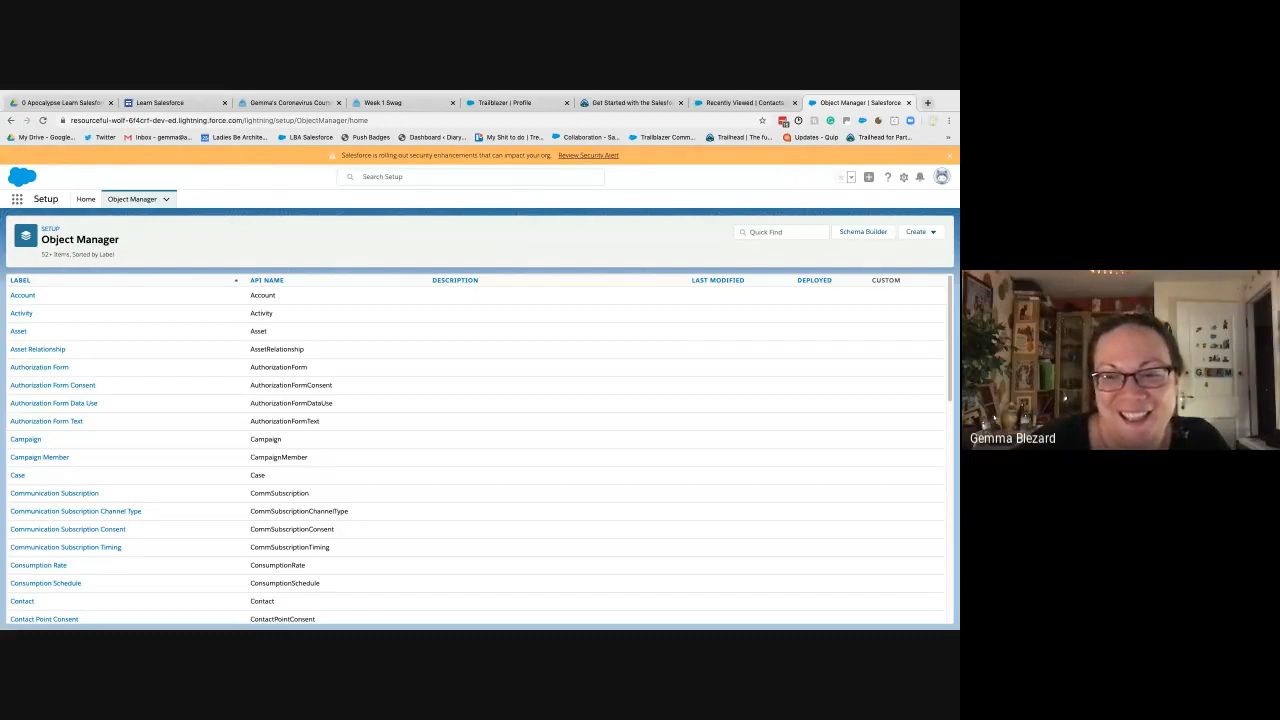 0 Apocalypse Learn Salesfor
Learn Salesforce
Gemma's Coronavirus Cour
Week 1 Swag
Trailblazer | Profile
Get Started with the Salesfo
Recently Viewed | Contacts
Object Manager | Salesforce
resourceful-wolf-6f4crf-dev-ed.lightning.force.com/lightning/setup/ObjectManager/home
My Drive - Google...
Twitter
Inbox - gemma@la...
Ladies Be Archite...
LBA Salesforce
Push Badges
Dashboard ‹ Diary...
My Shit to do | Tre...
Collaboration - Sa...
Trailblazer Comm...
Trailhead | The fu...
Updates - Quip
Trailhead for Part...
Salesforce is rolling out security enhancements that can impact your org. Review Security Alert
Search Setup
Setup Home Object Manager
SETUP
Object Manager
52+ Items, Sorted by Label
Quick Find
Schema Builder
Create
LABEL API NAME DESCRIPTION LAST MODIFIED DEPLOYED CUSTOM
Account Account
Activity Activity
Asset Asset
Asset Relationship AssetRelationship
Authorization Form AuthorizationForm
Authorization Form Consent AuthorizationFormConsent
Authorization Form Data Use AuthorizationFormDataUse
Authorization Form Text AuthorizationFormText
Campaign Campaign
Campaign Member CampaignMember
Case Case
Communication Subscription CommSubscription
Communication Subscription Channel Type CommSubscriptionChannelType
Communication Subscription Consent CommSubscriptionConsent
Communication Subscription Timing CommSubscriptionTiming
Consumption Rate ConsumptionRate
Consumption Schedule ConsumptionSchedule
Contact Contact
Contact Point Consent ContactPointConsent
GEMM
Gemma Blezard